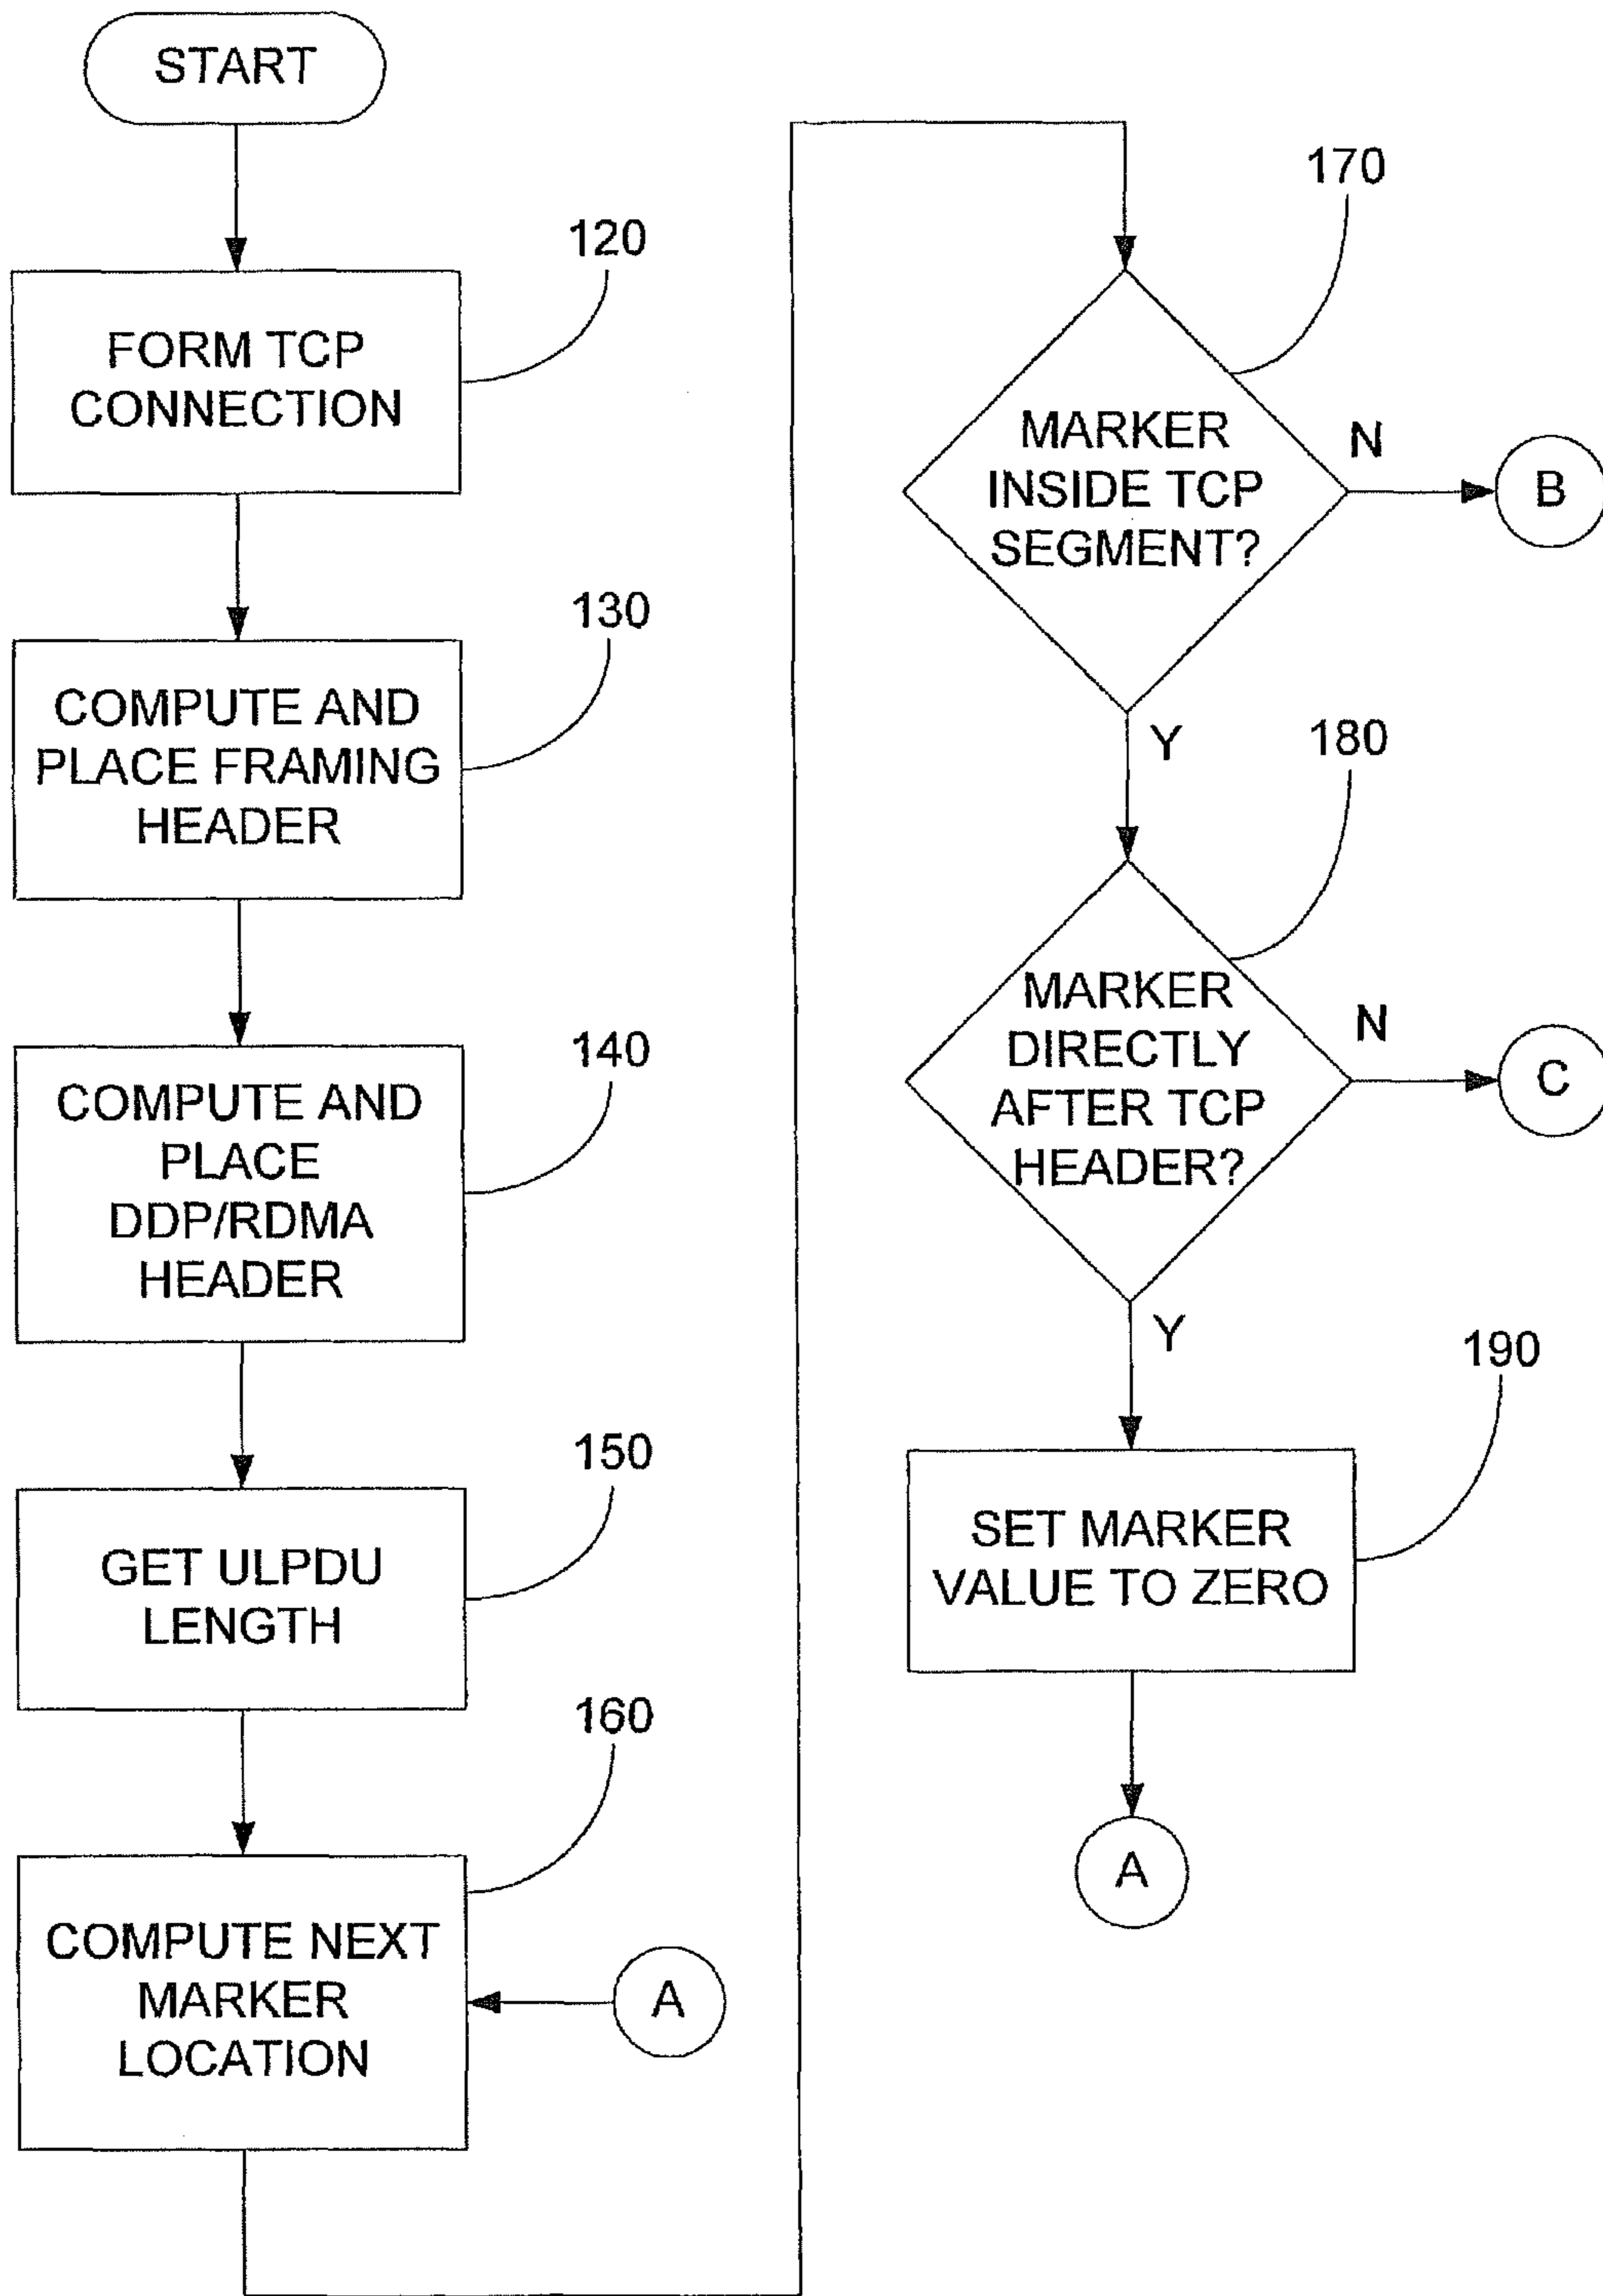 START
120
FORM TCP
CONNECTION
130
COMPUTE AND
PLACE FRAMING
HEADER
140
COMPUTE AND
PLACE
DDP/RDMA
HEADER
150
GET ULPDU
LENGTH
160
COMPUTE NEXT
MARKER
LOCATION
A
170
MARKER
INSIDE TCP
SEGMENT?
N
B
Y
180
MARKER
DIRECTLY
AFTER TCP
HEADER?
N
C
Y
190
SET MARKER
VALUE TO ZERO
A